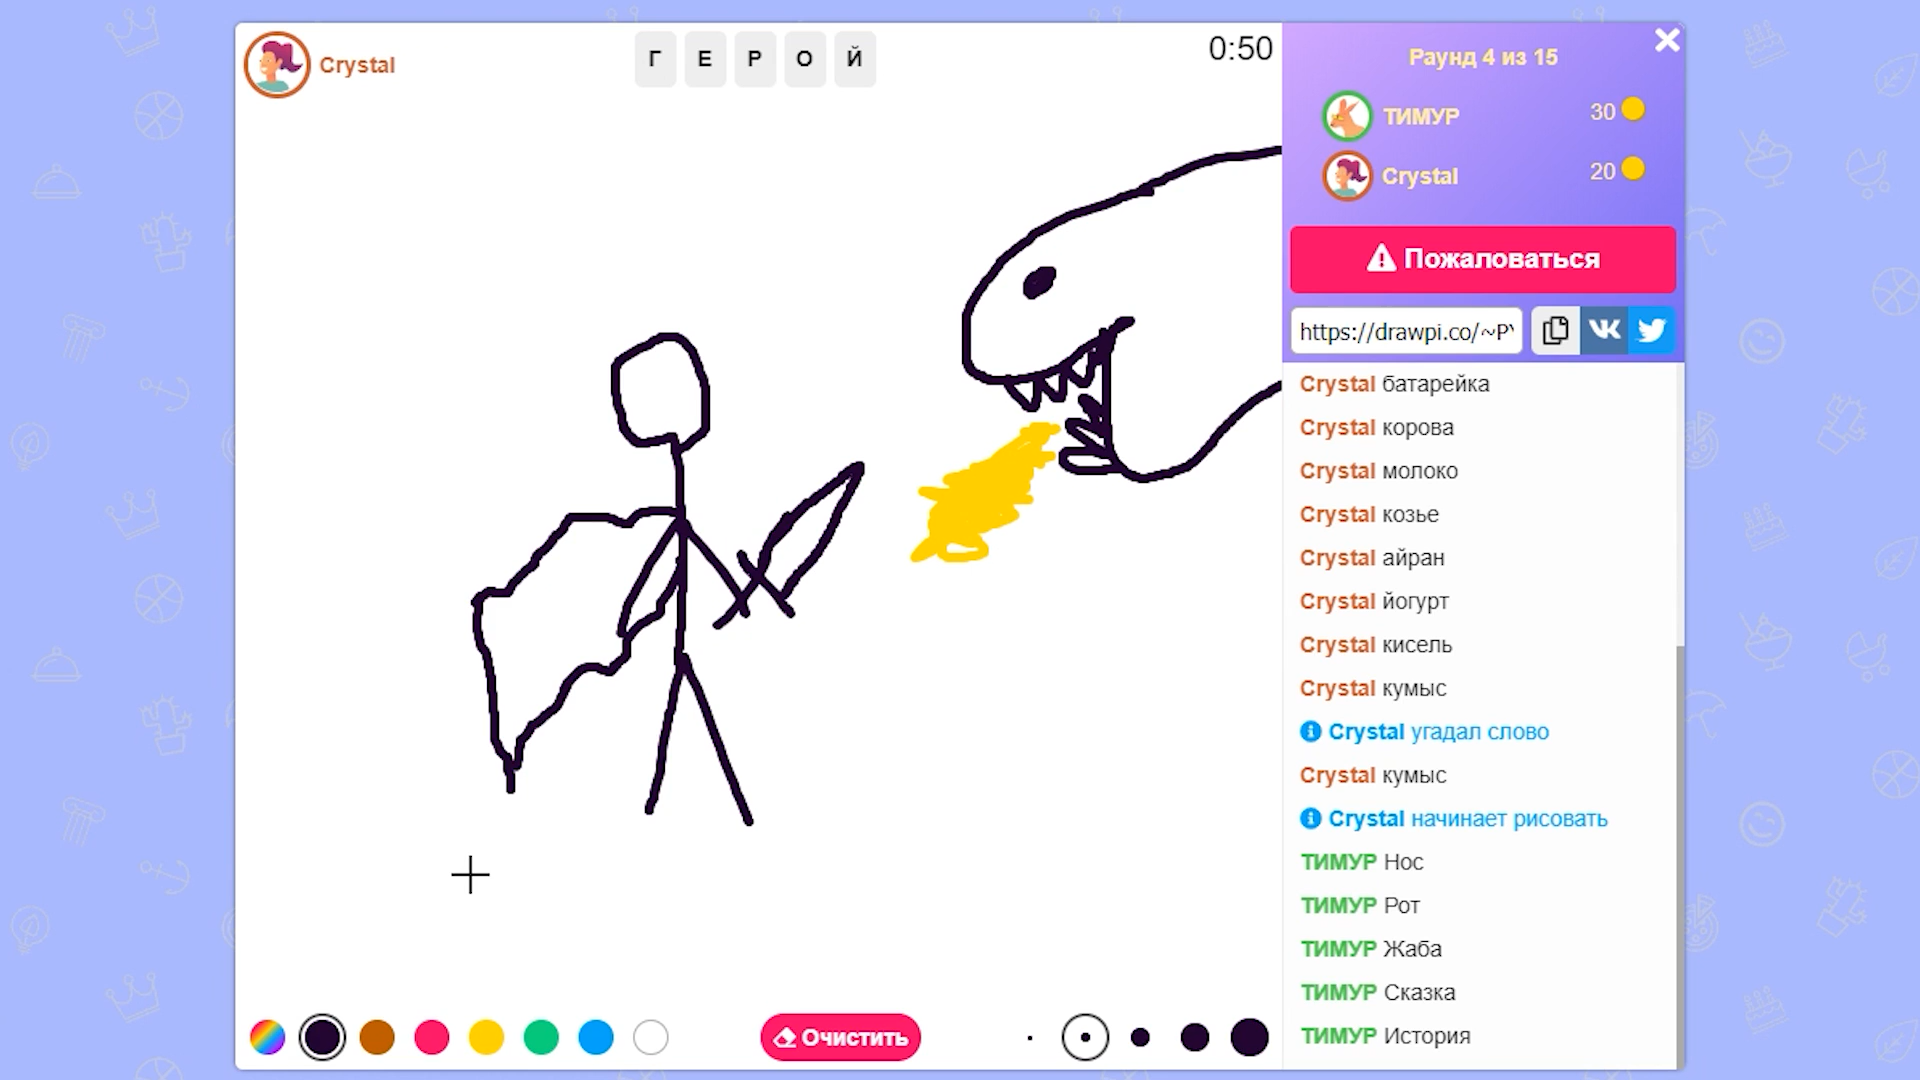 Crystal
ГЕРОЙ
0:50
Раунд 4 из 15
ТИМУР 30
Crystal 20
Пожаловаться
https://drawpi.co/~P
Crystal батарейка
Crystal корова
Crystal молоко
Crystal козье
Crystal айран
Crystal йогурт
Crystal кисель
Crystal кумыс
Crystal угадал слово
Crystal кумыс
Crystal начинает рисовать
ТИМУР Нос
ТИМУР Рот
ТИМУР Жаба
ТИМУР Сказка
ТИМУР История
Очистить